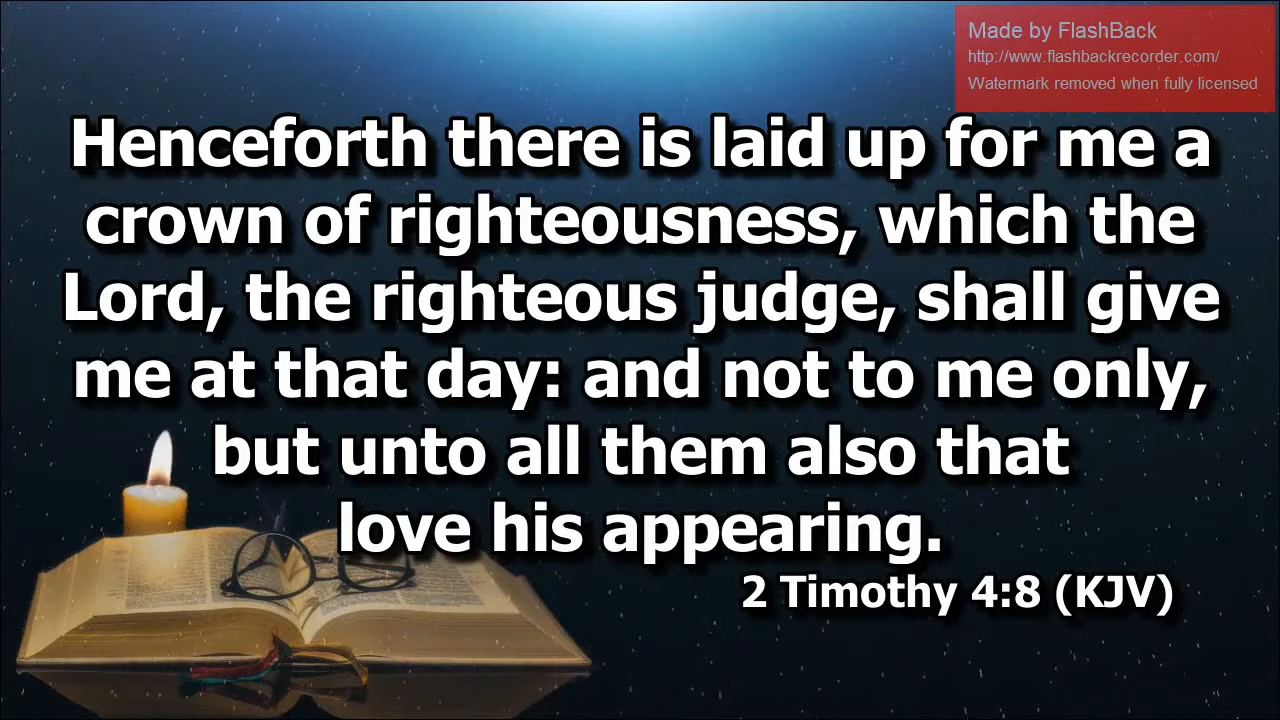 Made by FlashBack
http://www.flashbackrecorder.com/
Watermark removed when fully licensed
Henceforth there is laid up for me a
crown of righteousness, which the
Lord, the righteous judge, shall give
me at that day: and not to me only,
but unto all them also that
love his appearing.
2 Timothy 4:8 (KJV)